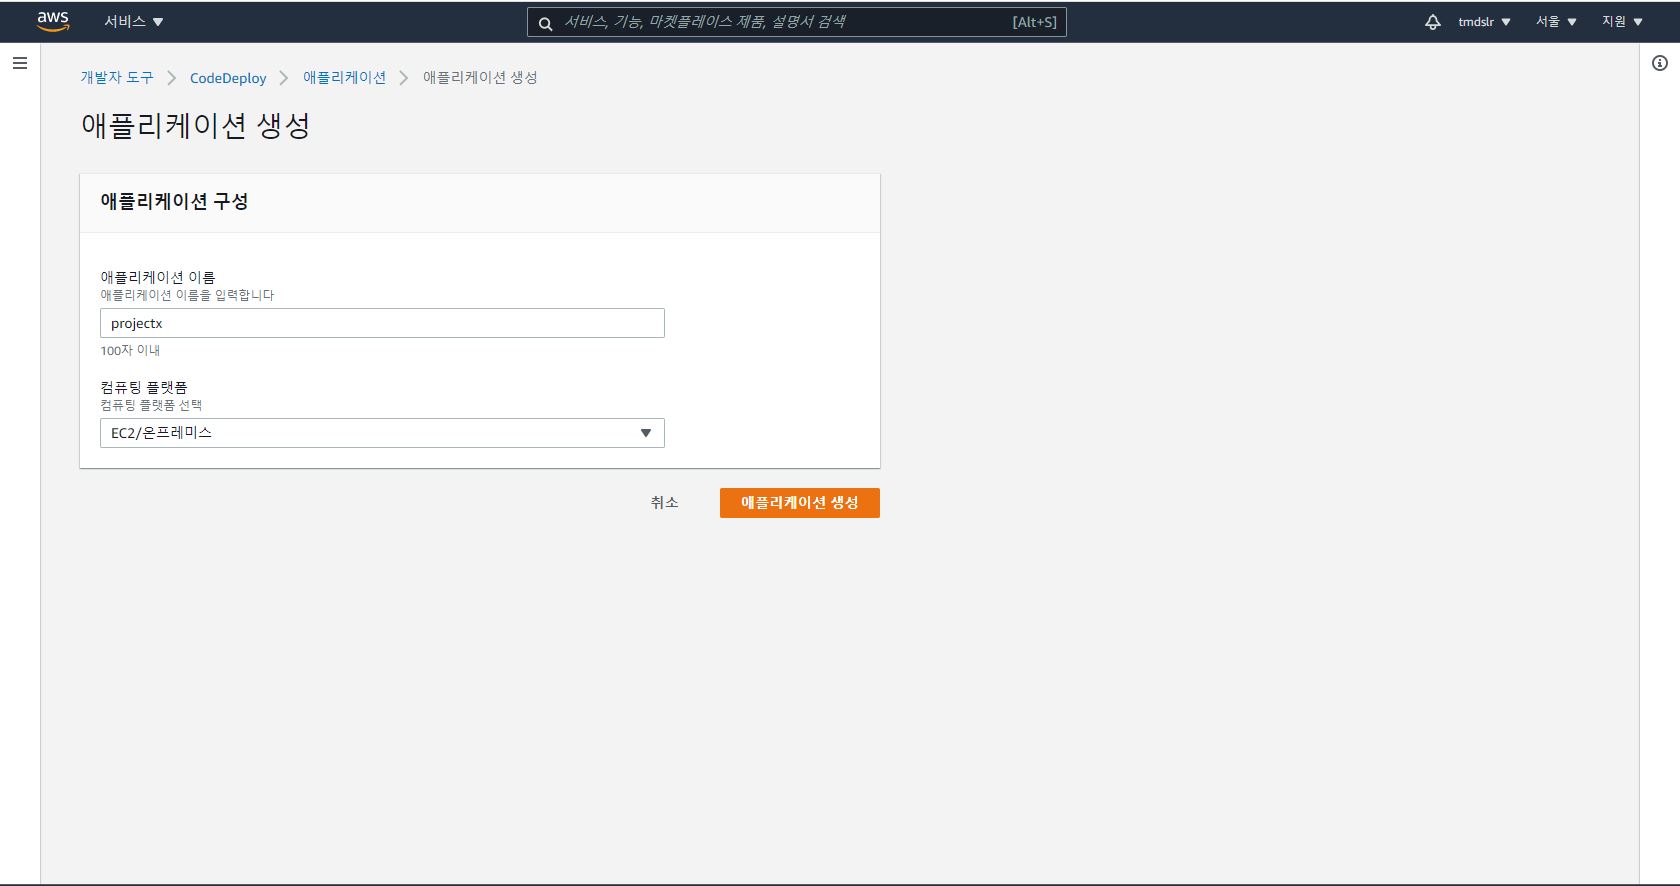 aws 서비스 서비스, 기능, 마켓플레이스 제품, 설명서 검색 [Alt+S] tmdslr 서울 지원
개발자 도구 CodeDeploy 애플리케이션 애플리케이션 생성
애플리케이션 생성
애플리케이션 구성
애플리케이션 이름
애플리케이션 이름을 입력합니다
projectx
100자 이내
컴퓨팅 플랫폼
컴퓨팅 플랫폼 선택
EC2/온프레미스
취소 애플리케이션 생성